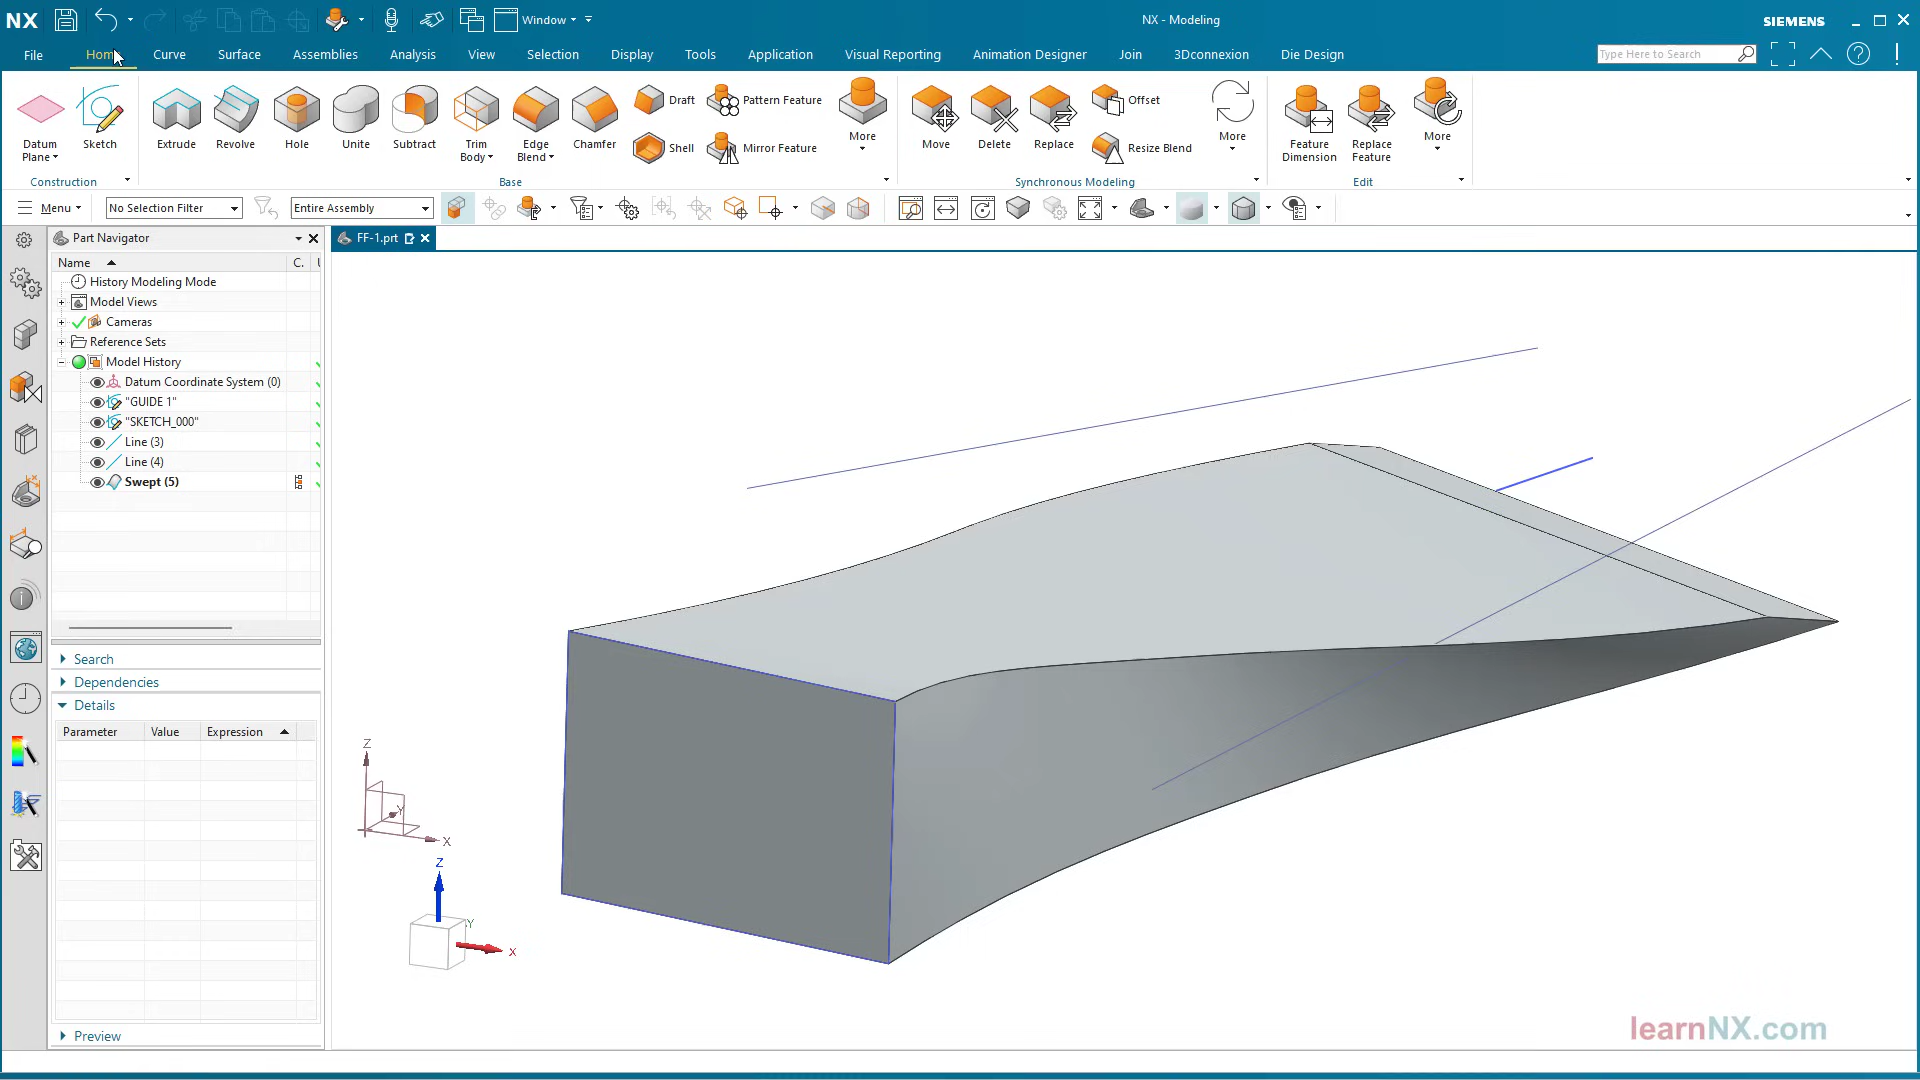 NX
Window
NX - Modeling
SIEMENS
File
Home
Curve
Surface
Assemblies
Analysis
View
Selection
Display
Tools
Application
Visual Reporting
Animation Designer
Join
3Dconnexion
Die Design
Type Here to Search
Datum
Plane
Sketch
Extrude
Revolve
Hole
Unite
Subtract
Trim
Body
Edge
Blend
Chamfer
Draft
Shell
Pattern Feature
Mirror Feature
More
Move
Delete
Replace
Offset
Resize Blend
More
Feature
Dimension
Replace
Feature
More
Construction
Base
Synchronous Modeling
Edit
Menu
No Selection Filter
Entire Assembly
Part Navigator
FF-1.prt
Name
C.
History Modeling Mode
Model Views
Cameras
Reference Sets
Model History
Datum Coordinate System (0)
"GUIDE 1"
"SKETCH_000"
Line (3)
Line (4)
Swept (5)
Search
Dependencies
Details
Parameter
Value
Expression
Preview
Z
Y
X
Z
Y
X
learnNX.com